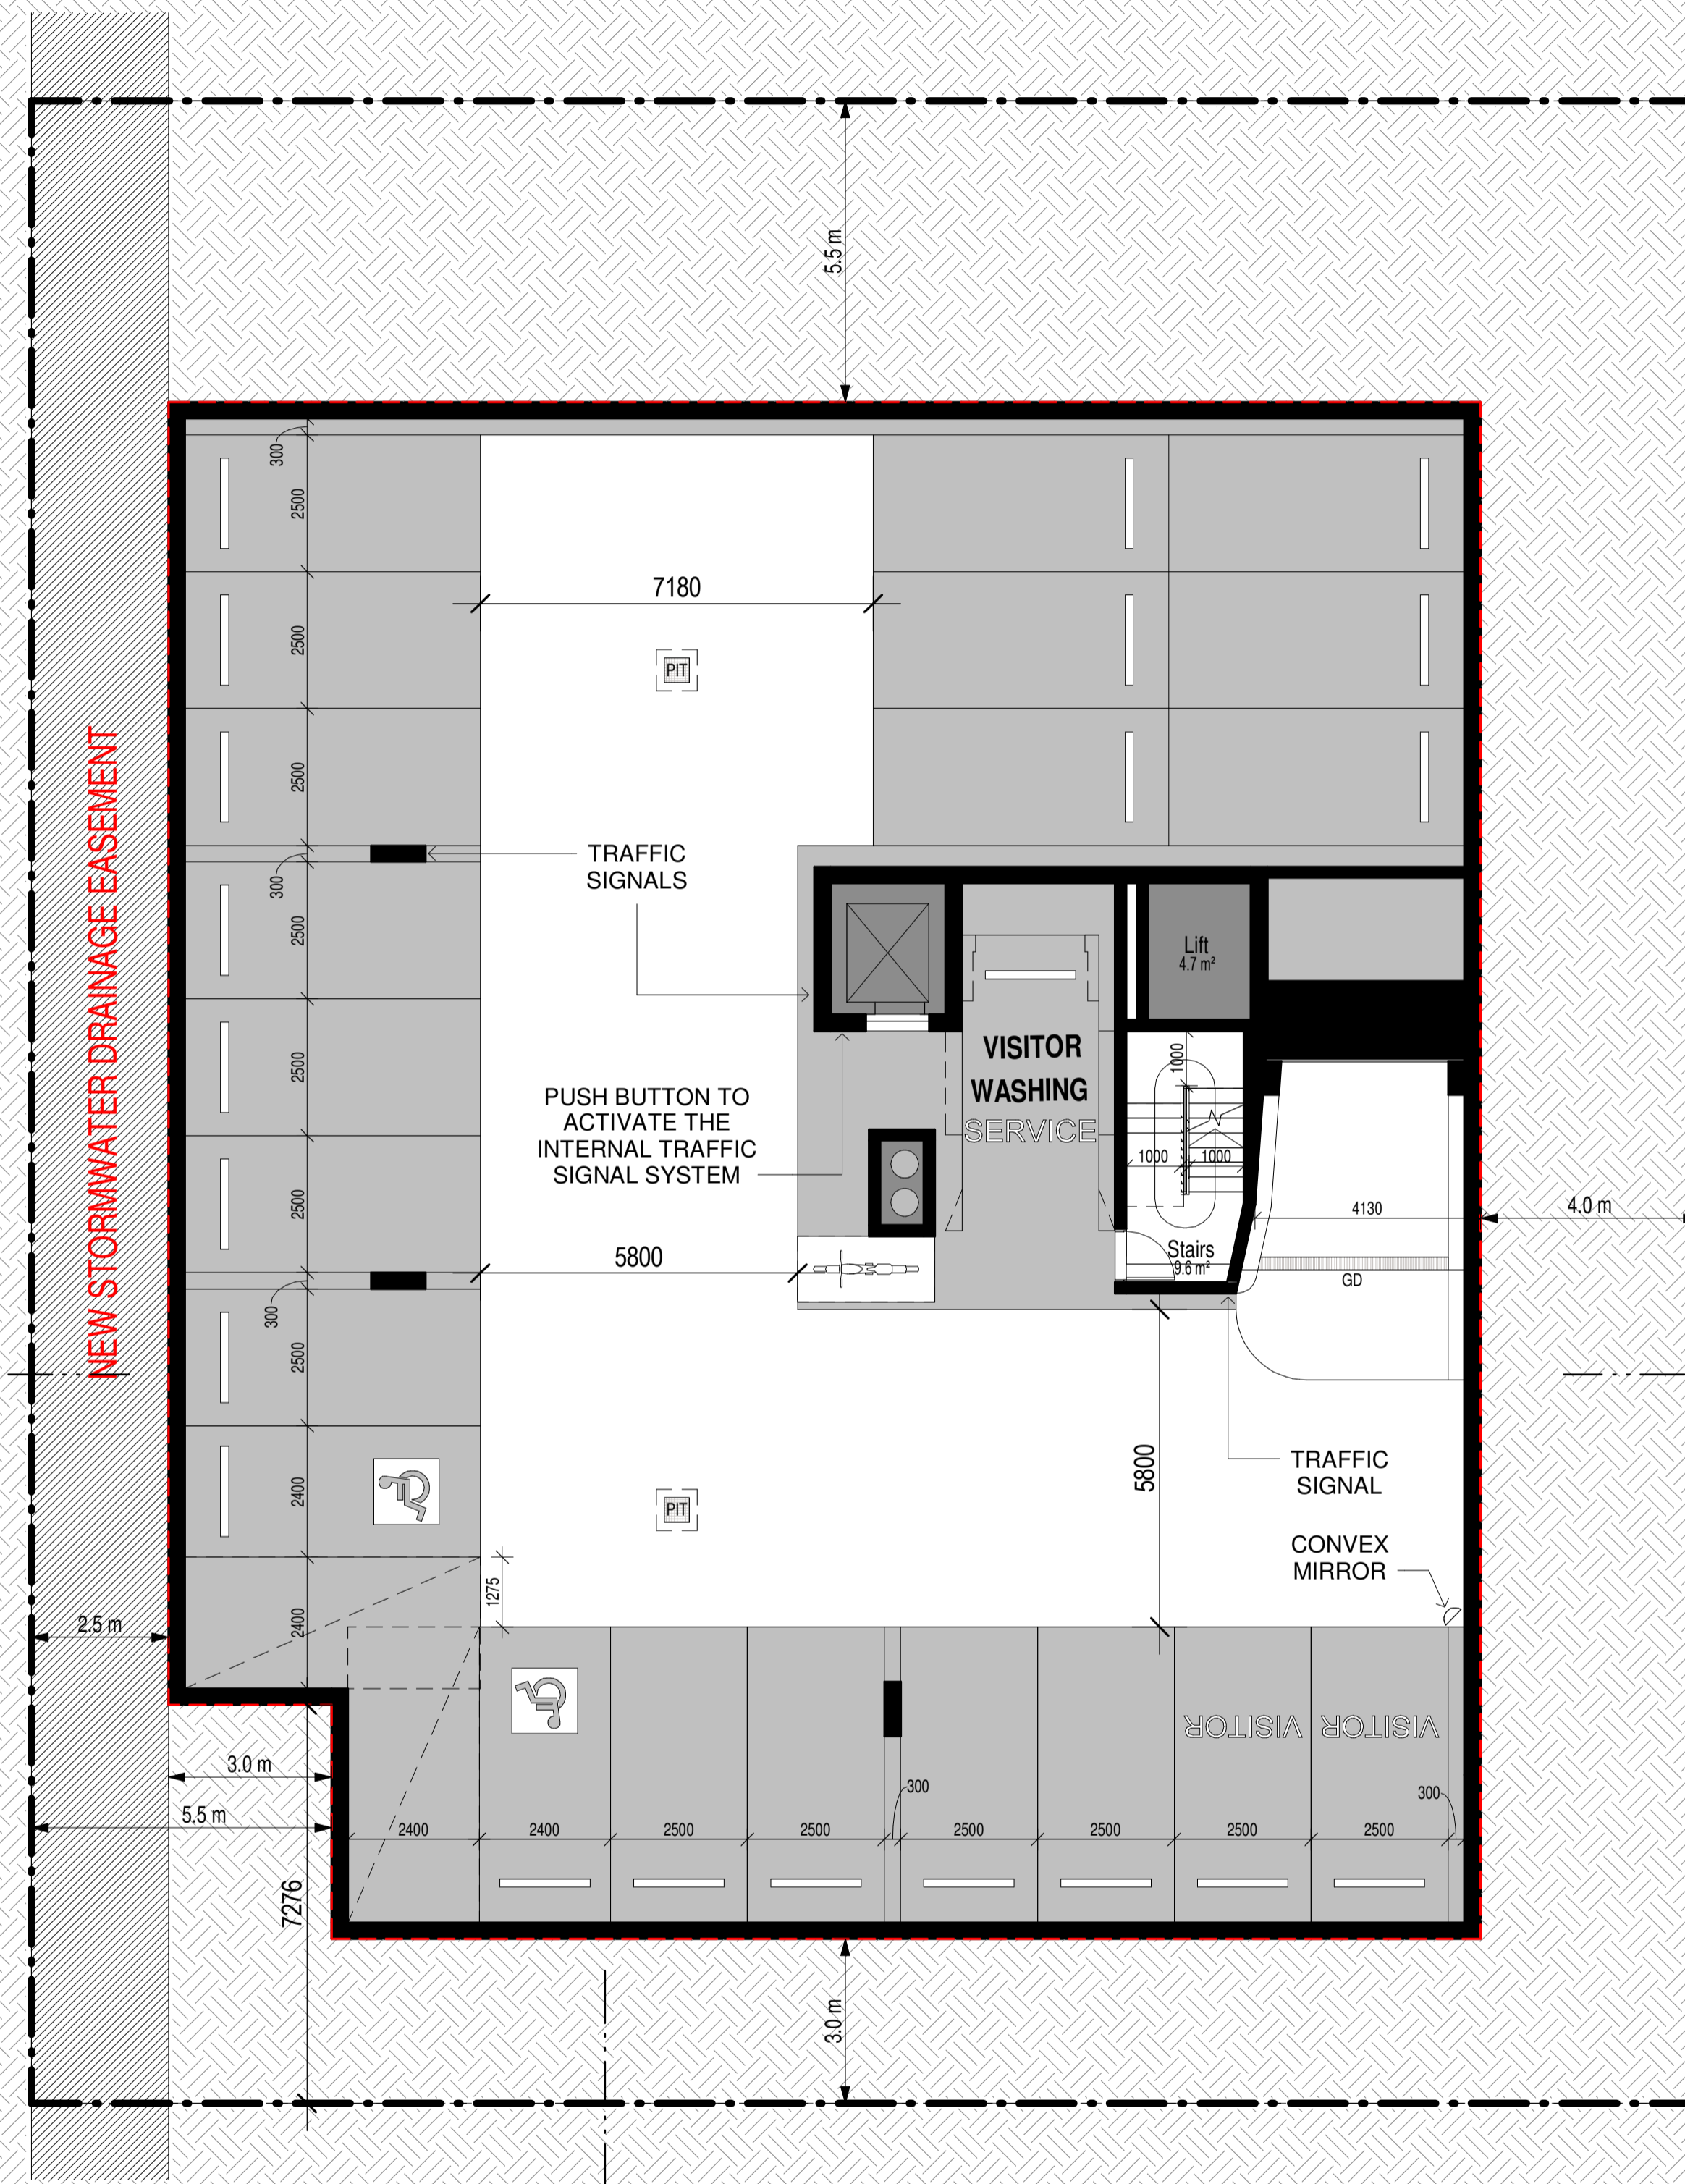 5.5 m
300
2500
7180
2500
PIT
2500
NEW STORMWATER DRAINAGE EASEMENT
TRAFFIC
SIGNALS
300
2500
Lift
4.7 m²
VISITOR
WASHING
SERVICE
1000
2500
PUSH BUTTON TO
ACTIVATE THE
INTERNAL TRAFFIC
SIGNAL SYSTEM
1000
1000
2500
4130
4.0 m
5800
Stairs
9.6 m²
GD
300
2500
5800
TRAFFIC
SIGNAL
2400
PIT
CONVEX
MIRROR
1275
2400
2.5 m
VISITOR
VISITOR
3.0 m
5.5 m
300
300
2400
2400
2500
2500
2500
2500
2500
2500
7276
3.0 m